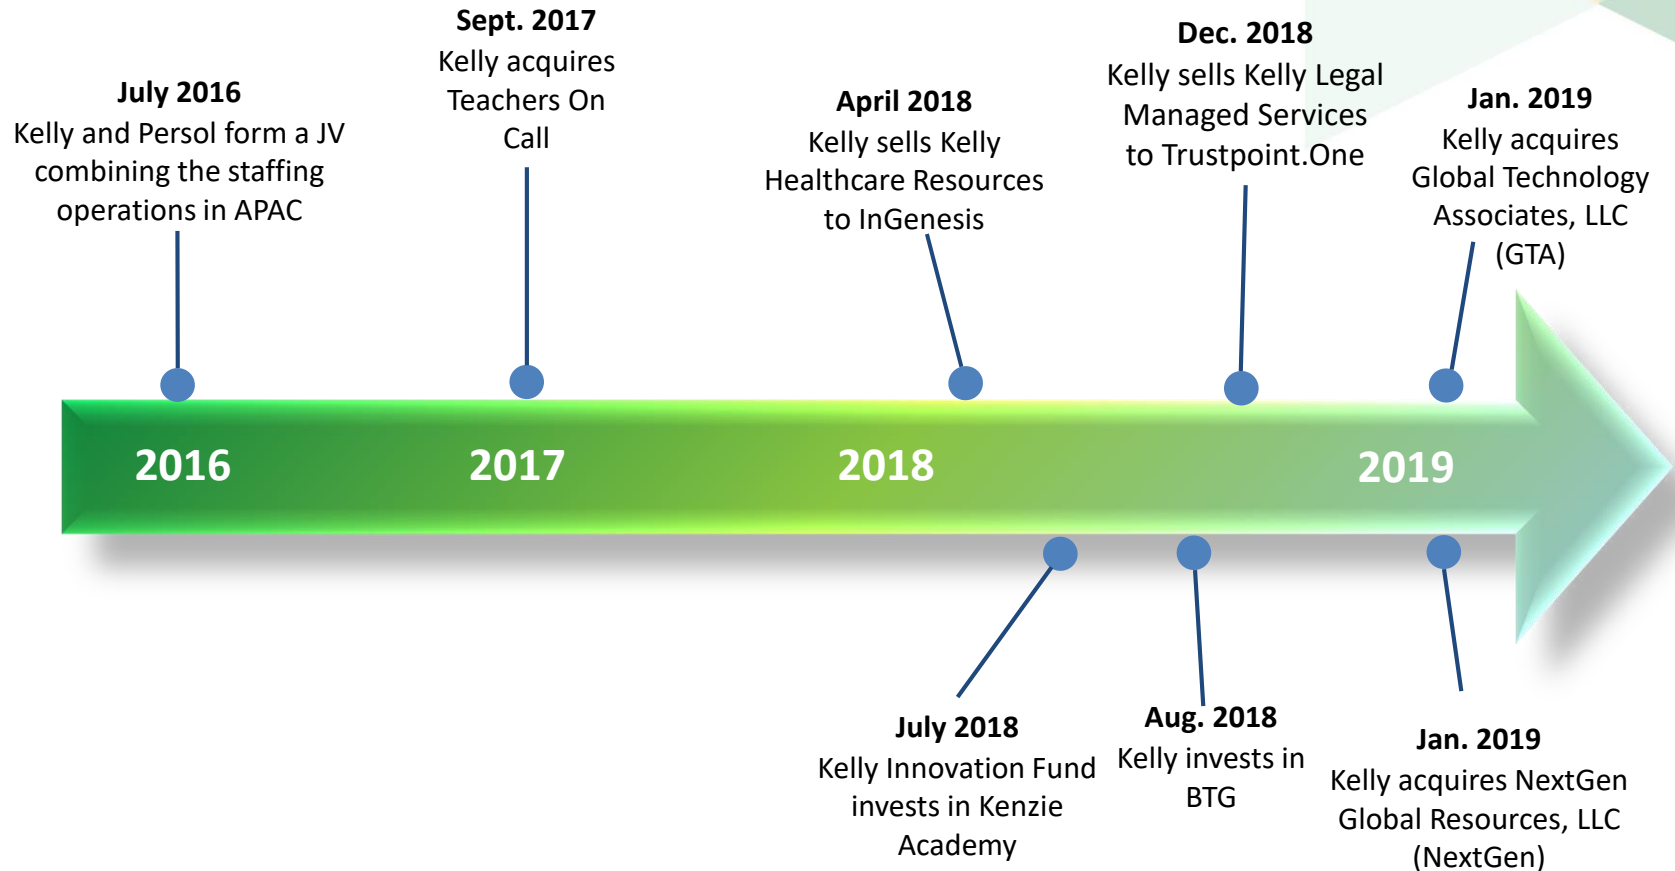 July 2016
Kelly and Persol form a JV
combining the staffing
operations in APAC
Sept. 2017
Kelly acquires
Teachers On
Call
April 2018
Kelly sells Kelly
Healthcare Resources
to InGenesis
Dec. 2018
Kelly sells Kelly Legal
Managed Services
to Trustpoint.One
Jan. 2019
Kelly acquires
Global Technology
Associates, LLC
(GTA)
2016
2017
2018
2019
July 2018
Kelly Innovation Fund
invests in Kenzie
Academy
Aug. 2018
Kelly invests in
BTG
Jan. 2019
Kelly acquires NextGen
Global Resources, LLC
(NextGen)